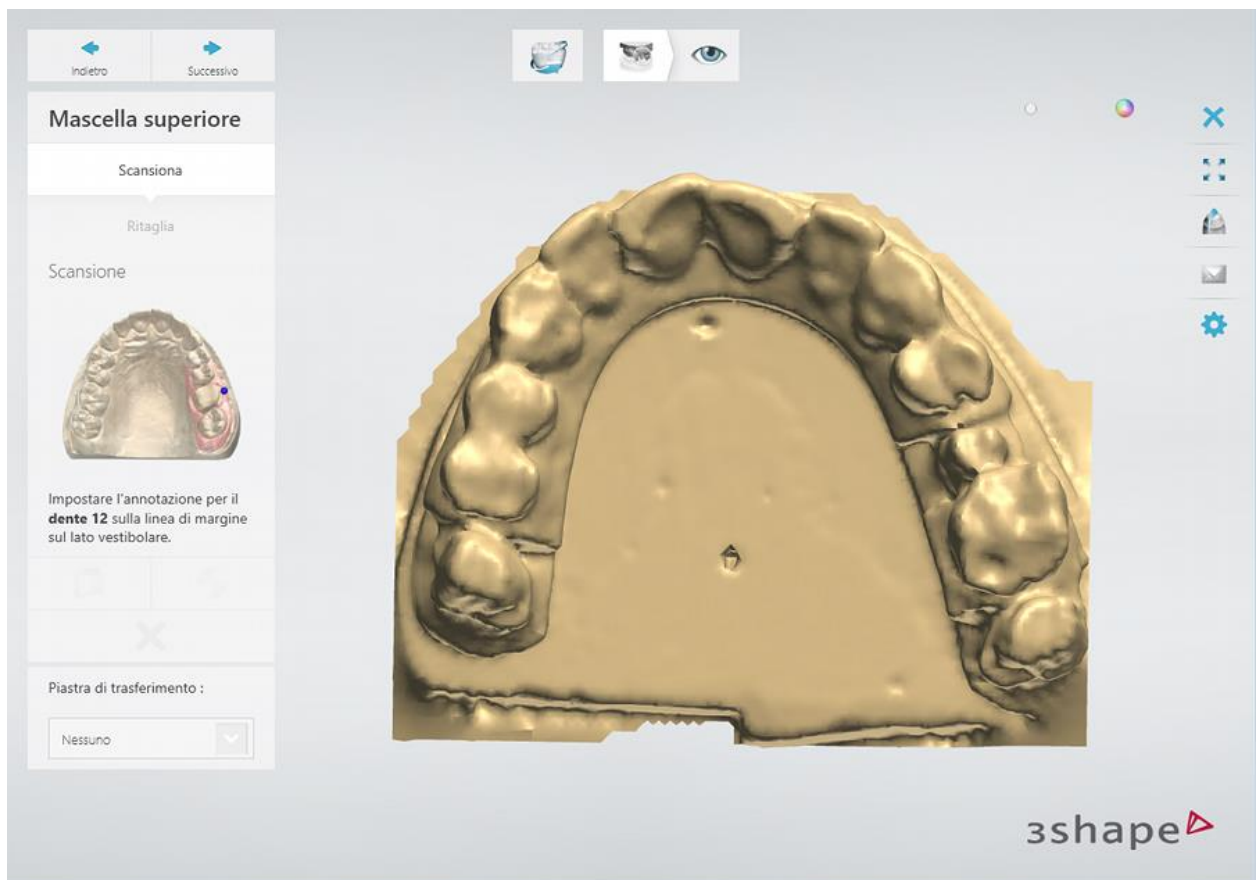 Indietro
Successivo
Mascella superiore
Scansiona
Ritaglia
Scansione
Impostare l'annotazione per il
dente 12 sulla linea di margine
sul lato vestibolare.
Piastra di trasferimento :
Nessuno
3shape